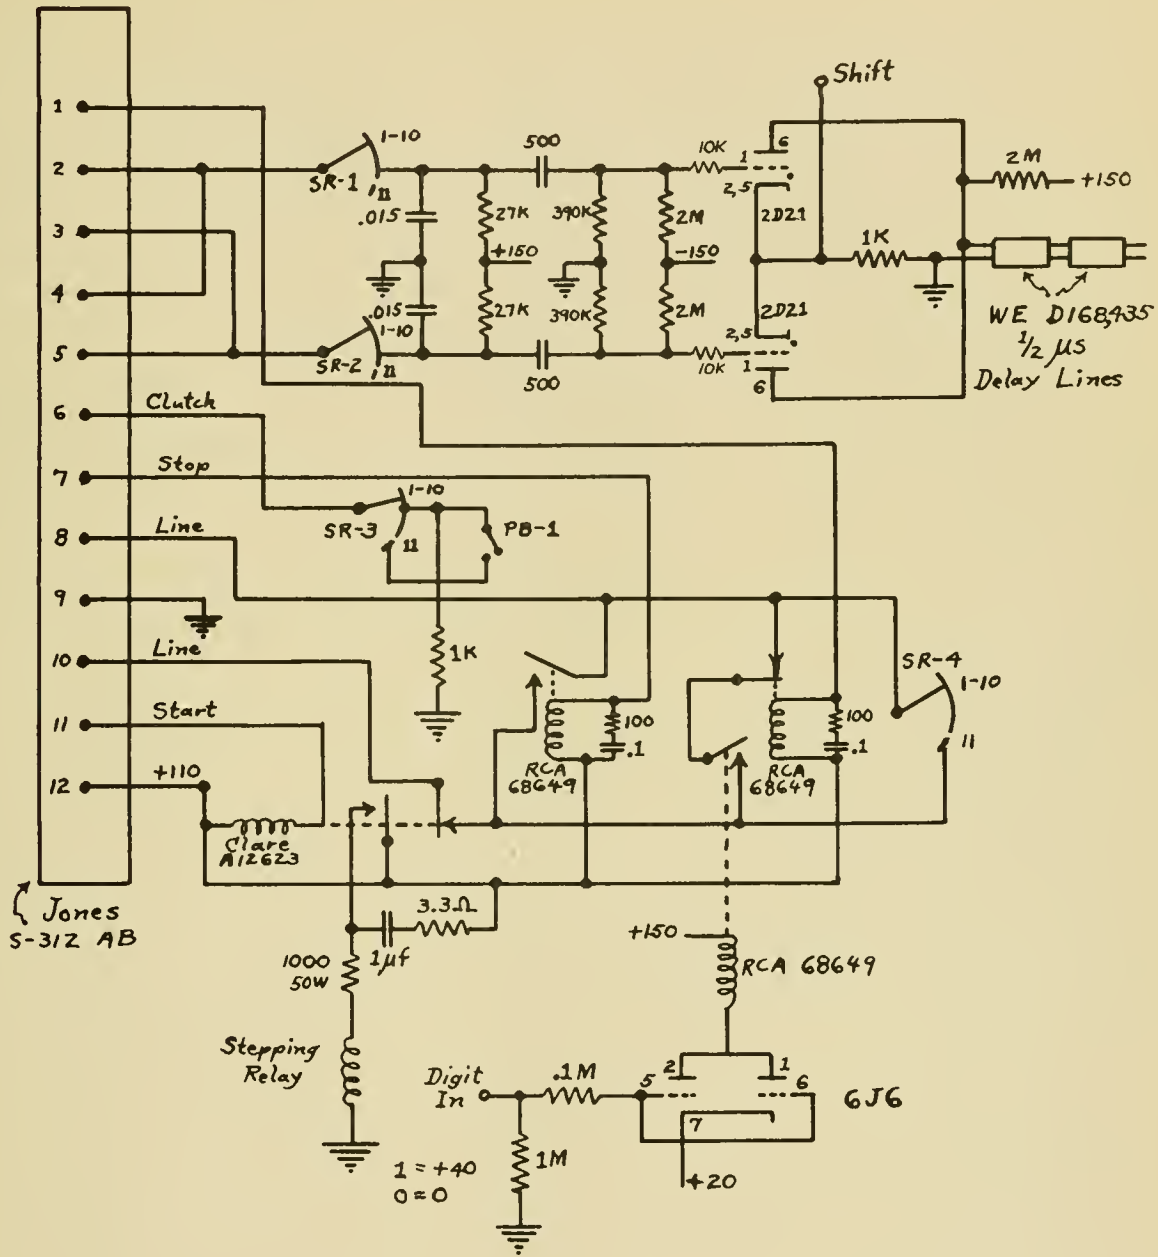 Shift
1
2
3
4
5
6
7
8
9
10
11
12
SR-1
1-10
11
.015
.015
SR-2
1-10
11
27K
+150
27K
500
500
390K
390K
2M
-150
2M
10K
10K
1
6
2,5
2D21
2D21
2,5
1
6
1K
2M
+150
WE D168,435
1/2 μs
Delay Lines
Clutch
Stop
Line
Line
Start
+110
SR-3
1-10
11
PB-1
1K
100
.1
RCA
68649
100
.1
RCA
68649
SR-4
1-10
11
Clare
A12623
Jones
S-312 AB
3.3Ω
1μf
1000
50W
Stepping
Relay
+150
RCA 68649
Digit
In
.1M
1M
5
2
1
6
7
6J6
+20
1 = +40
0 = 0